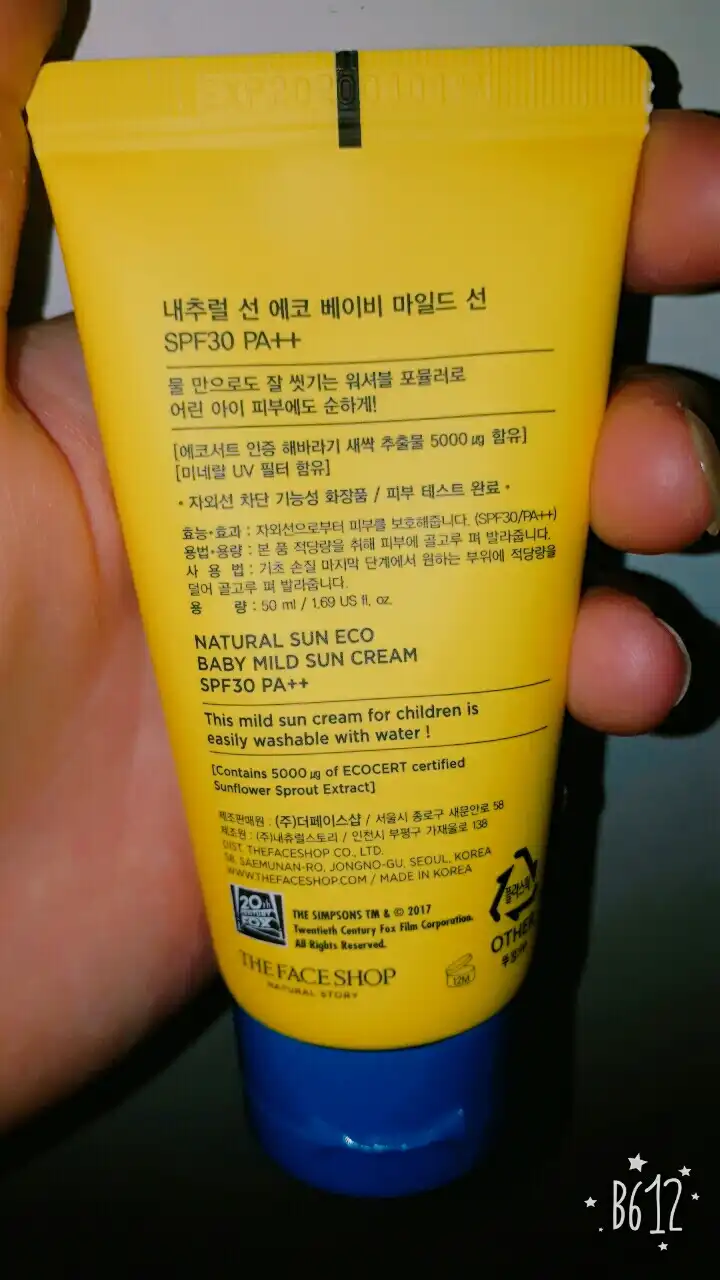 EXP20200101
내추럴 선 에코 베이비 마일드 선
SPF30 PA++
물 만으로도 잘 씻기는 워셔블 포뮬러로
어린 아이 피부에도 순하게!
[에코서트 인증 해바라기 새싹 추출물 5000 ㎍ 함유]
[미네랄 UV 필터 함유]
• 자외선 차단 기능성 화장품 / 피부 테스트 완료 •
효능•효과 : 자외선으로부터 피부를 보호해줍니다. (SPF30/PA++)
용법•용량 : 본 품 적당량을 취해 피부에 골고루 펴 발라줍니다.
사 용 법 : 기초 손질 마지막 단계에서 원하는 부위에 적당량을
덜어 골고루 펴 발라줍니다.
용 량 : 50 ml / 1.69 US fl. oz.
NATURAL SUN ECO
BABY MILD SUN CREAM
SPF30 PA++
This mild sun cream for children is
easily washable with water !
[Contains 5000 ㎍ of ECOCERT certified
Sunflower Sprout Extract]
제조판매원 : (주)더페이스샵 / 서울시 종로구 새문안로 58
제조원 : (주)내츄럴스토리 / 인천시 부평구 가재울로 138
DIST. THEFACESHOP CO., LTD.
58, SAEMUNAN-RO, JONGNO-GU, SEOUL, KOREA
WWW.THEFACESHOP.COM / MADE IN KOREA
20th
CENTURY
FOX
THE SIMPSONS TM & © 2017
Twentieth Century Fox Film Corporation.
All Rights Reserved.
플라스틱
OTHER
THE FACE SHOP
NATURAL STORY
12M
B612